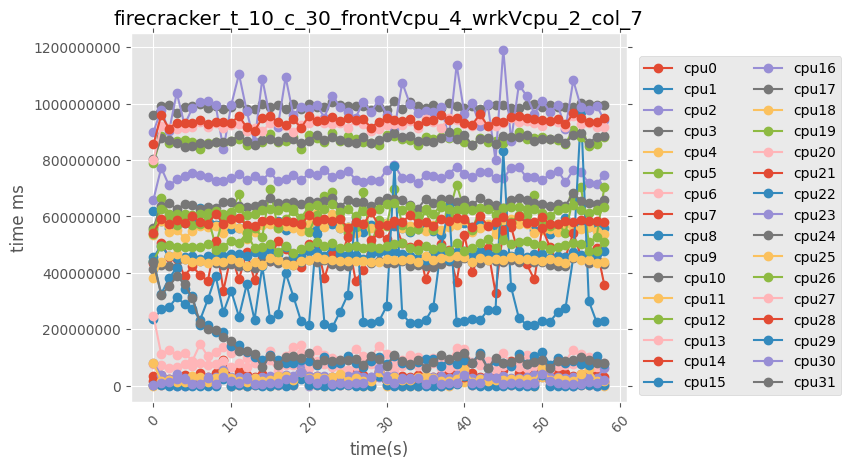 firecracker_t_10_c_30_frontVcpu_4_wrkVcpu_2_col_7
time ms
1200000000
1000000000
800000000
600000000
400000000
200000000
0
0
10
20
30
40
50
60
time(s)
cpu0
cpu1
cpu2
cpu3
cpu4
cpu5
cpu6
cpu7
cpu8
cpu9
cpu10
cpu11
cpu12
cpu13
cpu14
cpu15
cpu16
cpu17
cpu18
cpu19
cpu20
cpu21
cpu22
cpu23
cpu24
cpu25
cpu26
cpu27
cpu28
cpu29
cpu30
cpu31